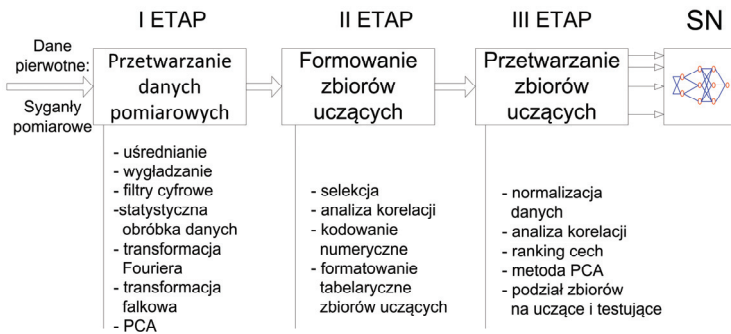 I ETAP
II ETAP
III ETAP
SN
Dane
pierwotne:
Syganły
pomiarowe
Przetwarzanie
danych
pomiarowych
Formowanie
zbiorów
uczących
Przetwarzanie
zbiorów
uczących
- uśrednianie
- wygładzanie
- filtry cyfrowe
-statystyczna
obróbka danych
- transformacja
Fouriera
- transformacja
falkowa
- PCA
- selekcja
- analiza korelacji
- kodowanie
numeryczne
- formatowanie
tabelaryczne
zbiorów uczących
- normalizacja
danych
- analiza korelacji
- ranking cech
- metoda PCA
- podział zbiorów
na uczące i testujące